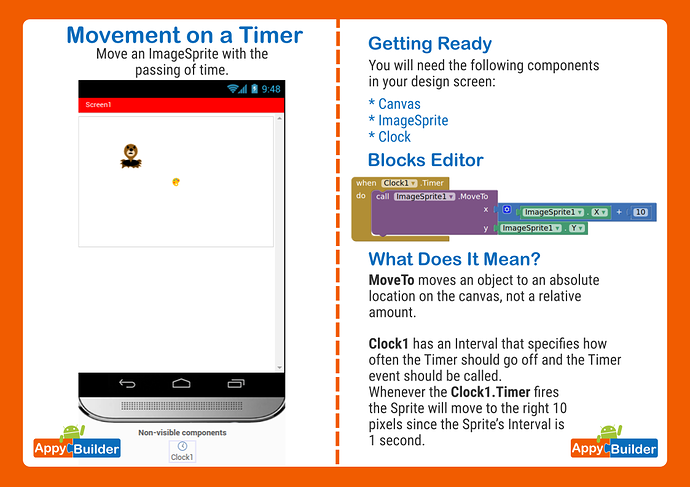 Movement on a Timer
Move an ImageSprite with the
passing of time.
9:48
Screen1
Non-visible components
Clock1
AppyBuilder
Getting Ready
You will need the following components
in your design screen:
* Canvas
* ImageSprite
* Clock
Blocks Editor
when Clock1 .Timer
do call ImageSprite1 .MoveTo
x ImageSprite1 . X + 10
y ImageSprite1 . Y
What Does It Mean?
MoveTo moves an object to an absolute
location on the canvas, not a relative
amount.
Clock1 has an Interval that specifies how
often the Timer should go off and the Timer
event should be called.
Whenever the Clock1.Timer fires
the Sprite will move to the right 10
pixels since the Sprite's Interval is
1 second.
AppyBuilder